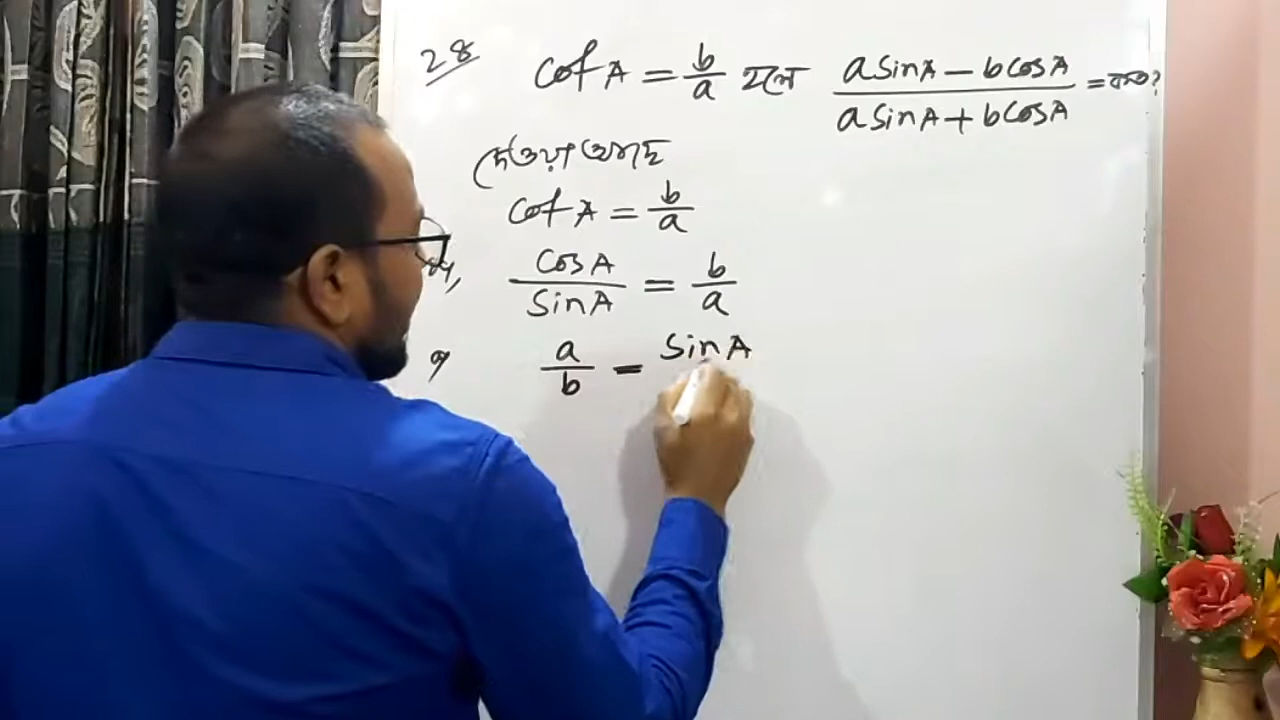 ২৪ cot A = b/a হলে (a sinA - b cosA)/(a sinA + b cosA) = কত?
দেওয়া আছে
cot A = b/a
বা, cosA/sinA = b/a
বা a/b = sinA